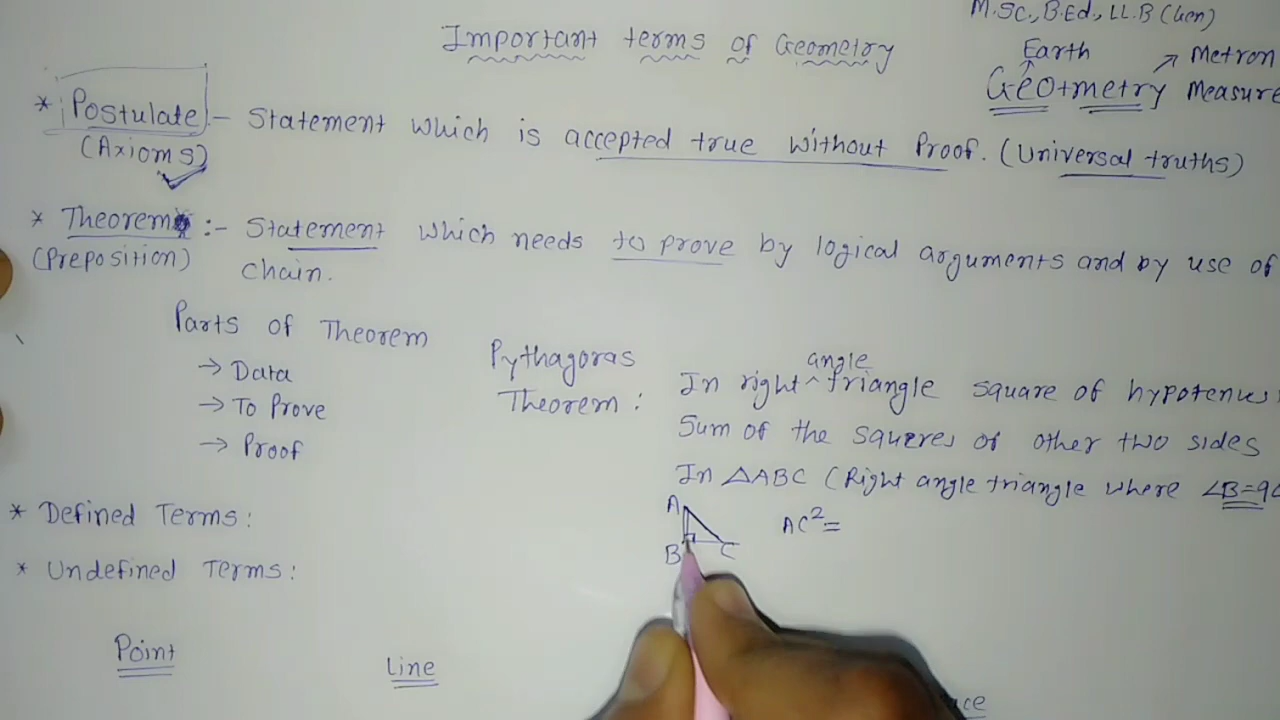 M.Sc., B.Ed., LL.B (Gen)
Important terms of Geometry
Earth
Metron
Geo+metry Measure
* Postulate :- Statement which is accepted true without Proof. (Universal truths)
(Axioms)
* Theorem :- Statement which needs to prove by logical arguments and by use of
(Preposition) chain.
Parts of Theorem
→ Data
→ To Prove
→ Proof
Pythagoras
Theorem :
angle
In right ^ triangle square of hypotenus
Sum of the squeres of other two sides
In △ABC (Right angle triangle where ∠B=90
A
B C
AC²=
* Defined Terms:
* Undefined Terms:
Point
Line